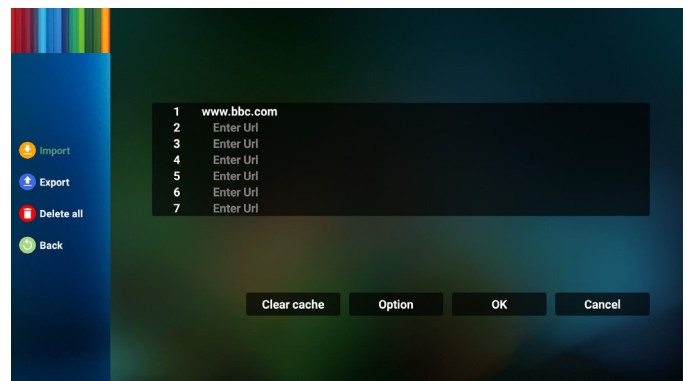 1 www.bbc.com
2 Enter Url
3 Enter Url
4 Enter Url
5 Enter Url
6 Enter Url
7 Enter Url
Import
Export
Delete all
Back
Clear cache Option OK Cancel